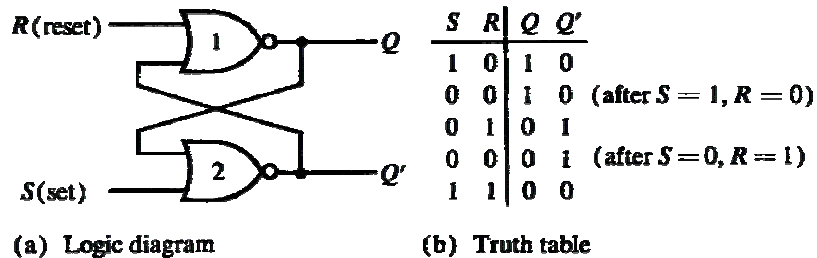 R(reset)
1
Q
2
Q'
S(set)
(a) Logic diagram
S R Q Q'
1 0 1 0
0 0 1 0 (after S = 1, R = 0)
0 1 0 1
0 0 0 1 (after S = 0, R = 1)
1 1 0 0
(b) Truth table